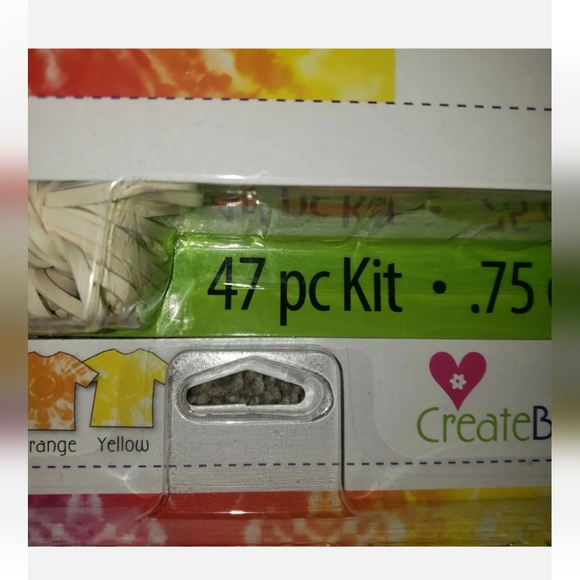 47 pc Kit • .75
range Yellow
CreateB